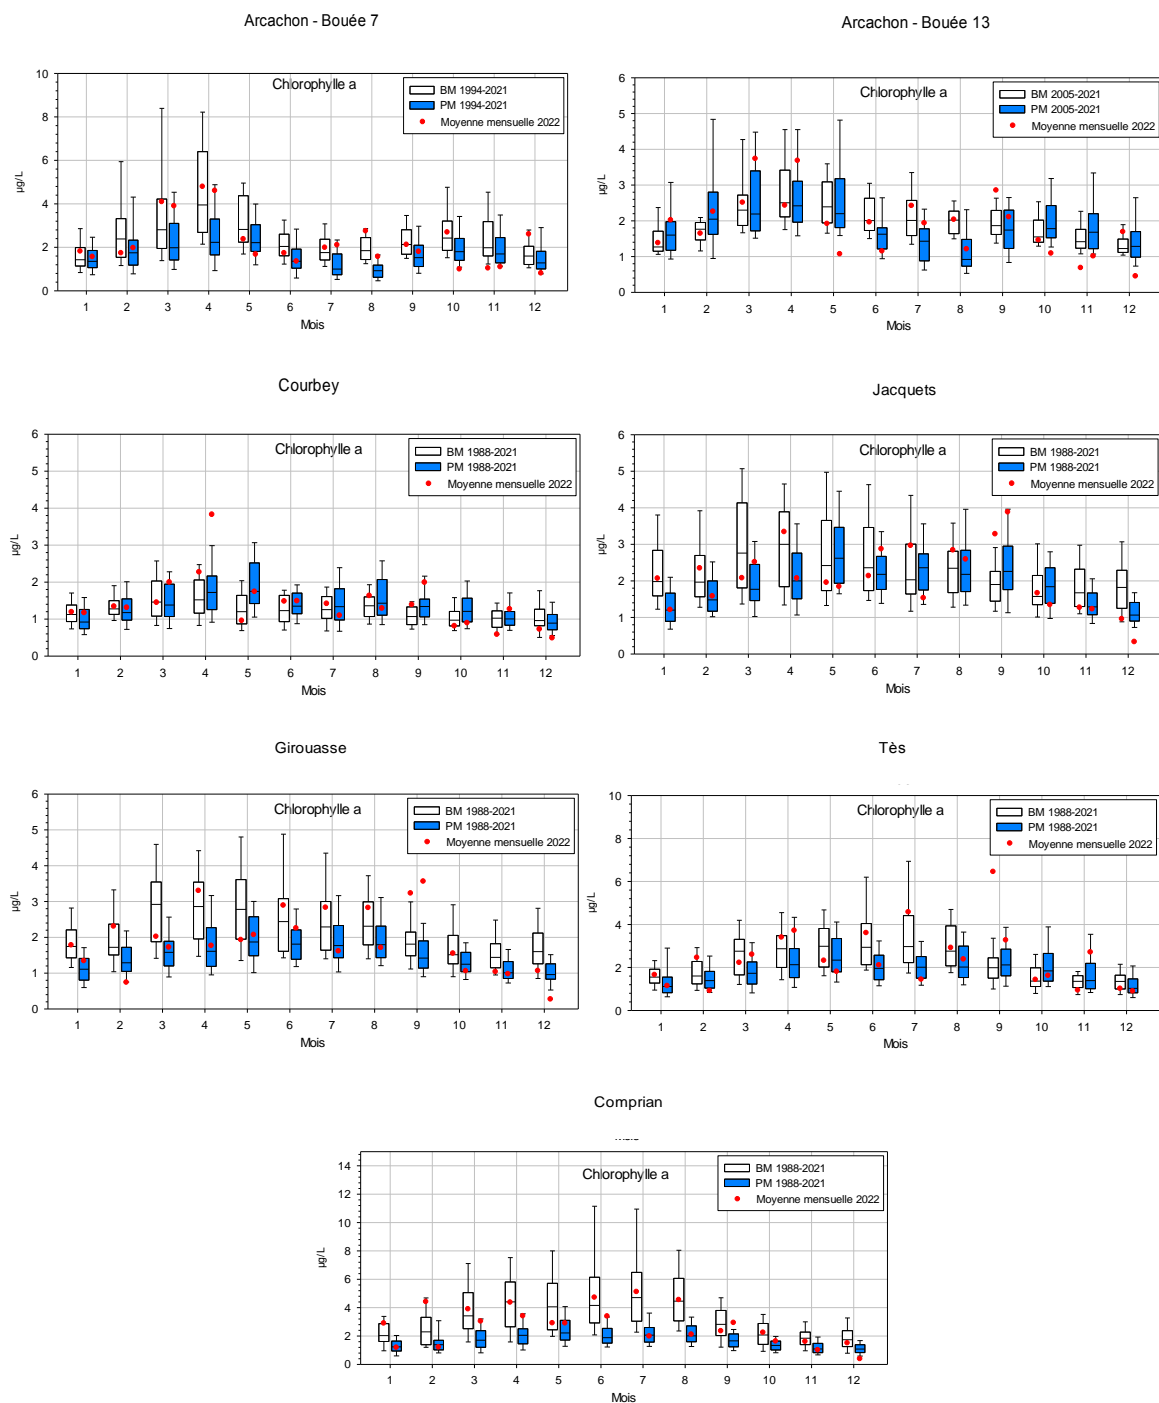 Arcachon - Bouée 7
Chlorophylle a
BM 1994-2021
PM 1994-2021
Moyenne mensuelle 2022
10
8
6
4
2
0
µg/L
1 2 3 4 5 6 7 8 9 10 11 12
Mois
Arcachon - Bouée 13
Chlorophylle a
BM 2005-2021
PM 2005-2021
Moyenne mensuelle 2022
6
5
4
3
2
1
0
µg/L
1 2 3 4 5 6 7 8 9 10 11 12
Mois
Courbey
Chlorophylle a
BM 1988-2021
PM 1988-2021
Moyenne mensuelle 2022
6
5
4
3
2
1
0
µg/L
1 2 3 4 5 6 7 8 9 10 11 12
Mois
Jacquets
Chlorophylle a
BM 1988-2021
PM 1988-2021
Moyenne mensuelle 2022
6
5
4
3
2
1
0
µg/L
1 2 3 4 5 6 7 8 9 10 11 12
Mois
Girouasse
Chlorophylle a
BM 1988-2021
PM 1988-2021
Moyenne mensuelle 2022
6
5
4
3
2
1
0
µg/L
1 2 3 4 5 6 7 8 9 10 11 12
Mois
Tès
Chlorophylle a
BM 1988-2021
PM 1988-2021
Moyenne mensuelle 2022
10
8
6
4
2
0
µg/L
1 2 3 4 5 6 7 8 9 10 11 12
Mois
Comprian
Chlorophylle a
BM 1988-2021
PM 1988-2021
Moyenne mensuelle 2022
14
12
10
8
6
4
2
0
µg/L
1 2 3 4 5 6 7 8 9 10 11 12
Mois